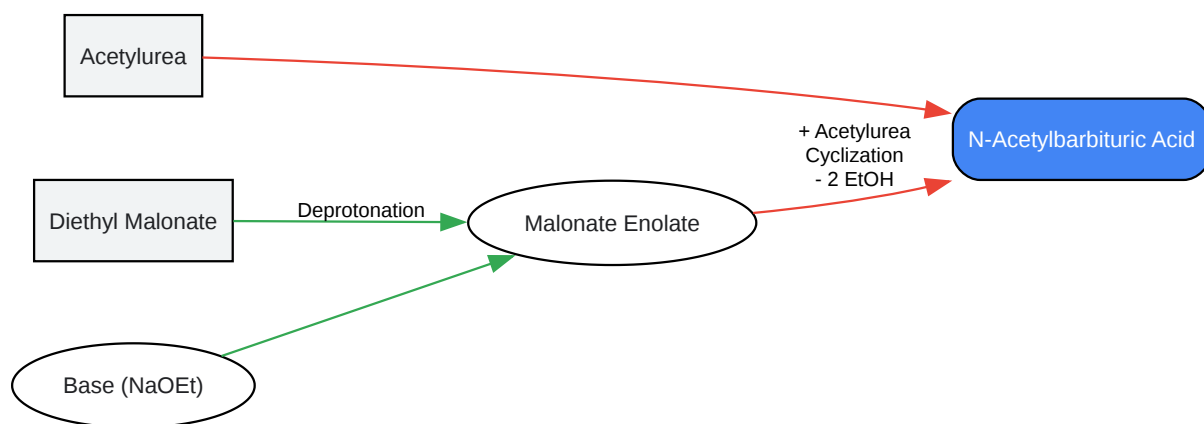 Acetylurea
+ Acetylurea
Cyclization
- 2 EtOH
N-Acetylbarbituric Acid
Diethyl Malonate
Deprotonation
Malonate Enolate
Base (NaOEt)